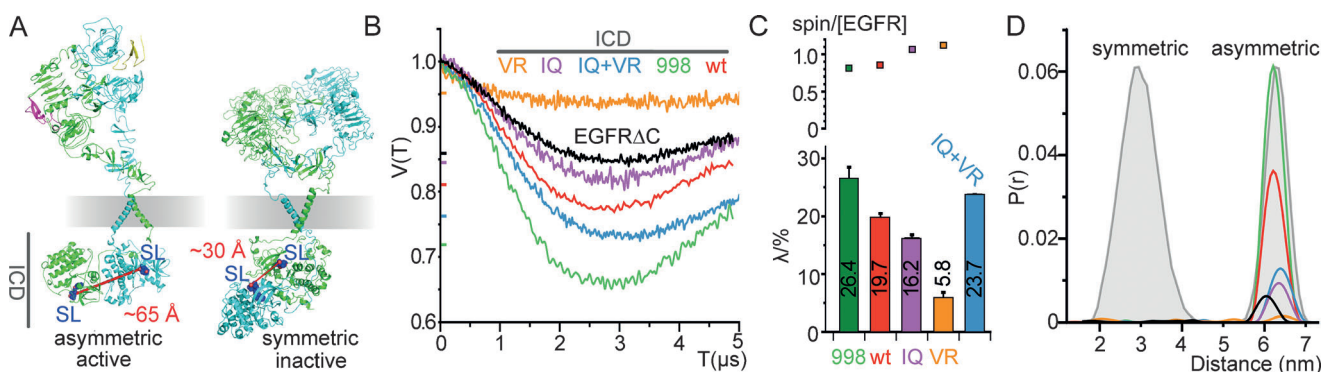 A
ICD
SL
SL
~65 Å
asymmetric
active
~30 Å
SL
SL
symmetric
inactive
B
ICD
VR IQ IQ+VR 998 wt
EGFRΔC
V(T)
1.0
0.9
0.8
0.7
0.6
0 1 2 3 4 5
T(μs)
C
spin/[EGFR]
1.0
0.5
0.1
λ/%
30
20
10
0
26.4
19.7
16.2
5.8
23.7
IQ+VR
998 wt IQ VR
D
symmetric asymmetric
P(r)
0.06
0.04
0.02
0
2 3 4 5 6 7
Distance (nm)